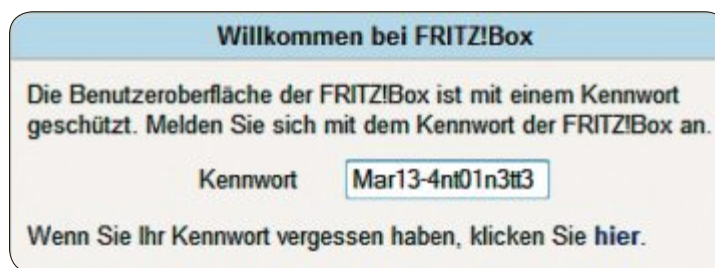 Willkommen bei FRITZ!Box
Die Benutzeroberfläche der FRITZ!Box ist mit einem Kennwort
geschützt. Melden Sie sich mit dem Kennwort der FRITZ!Box an.
Kennwort Mar13-4nt01n3tt3
Wenn Sie Ihr Kennwort vergessen haben, klicken Sie hier.